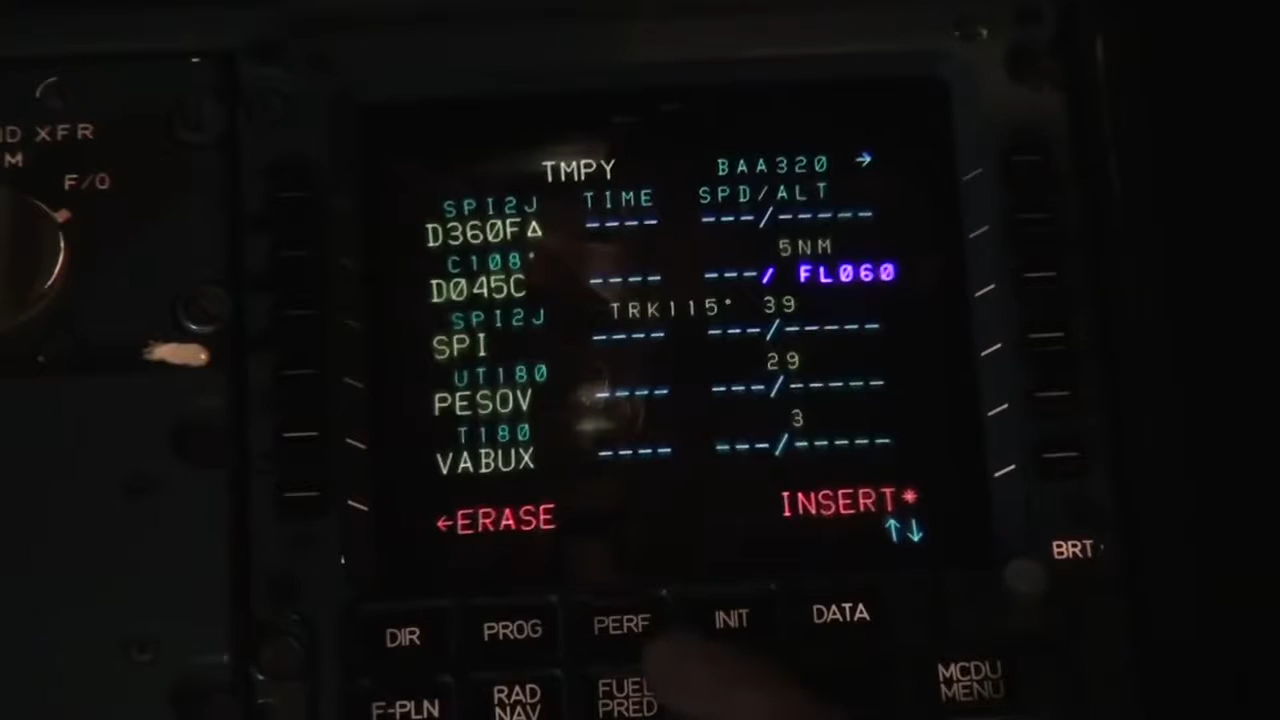 ND XFR
M
F/O
TMPY BAA320 →
SPI2J TIME SPD/ALT
D360F∆ ---- ---/-----
C108° 5NM
D045C ---- ---/ FL060
SPI2J TRK115° 39
SPI ---- ---/-----
UT180 29
PESOV ---- ---/-----
T180 3
VABUX ---- ---/-----
←ERASE INSERT*
↑↓
BRT
DIR PROG PERF INIT DATA
F-PLN RAD NAV FUEL PRED MCDU MENU